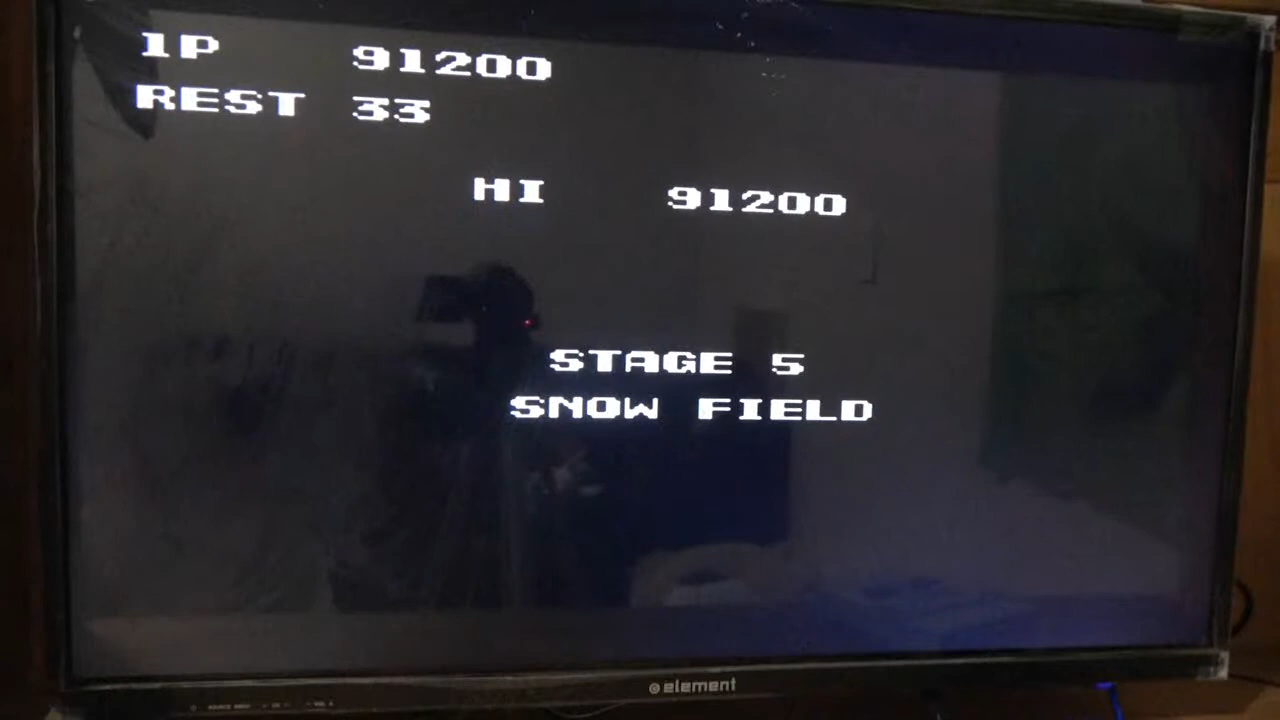 1P 91200
REST 33
HI 91200
STAGE 5
SNOW FIELD
element